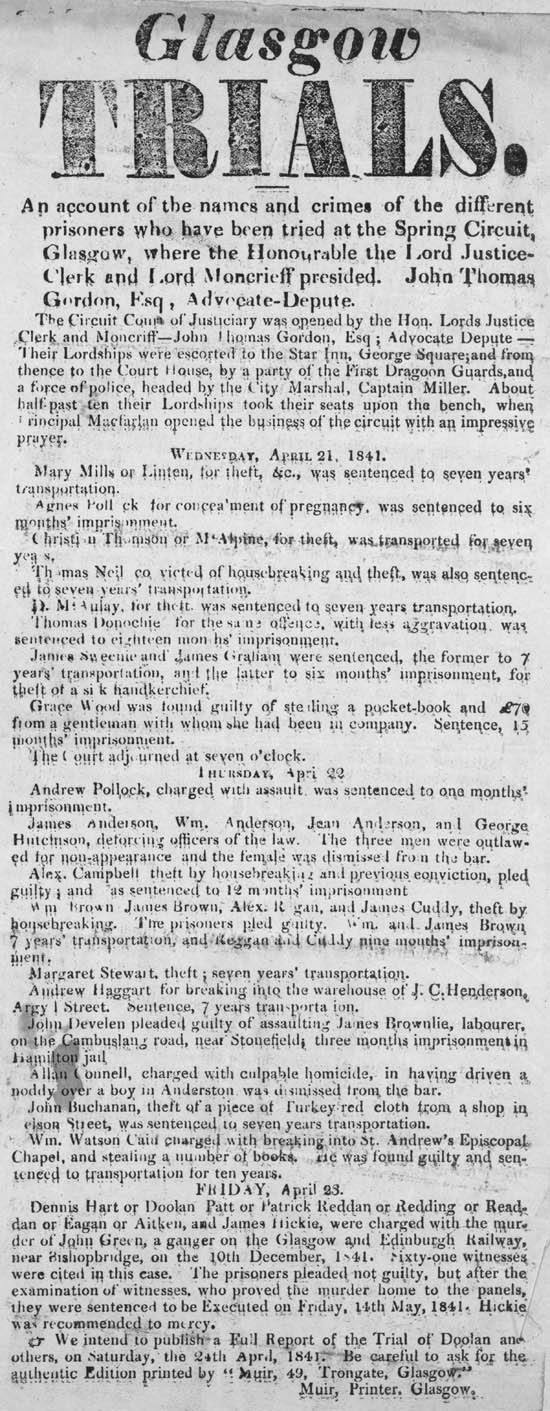 Glasgow
TRIALS.
An account of the names and crimes of the different
prisoners who have been tried at the Spring Circuit,
Glasgow, where the Honourable the Lord Justice-
Clerk and Lord Moncrieff presided. John Thomas
Gordon, Esq, Advocate-Depute.
The Circuit Court of Justiciary was opened by the Hon. Lords Justice
Clerk and Moncriff—John Thomas Gordon, Esq; Advocate Depute—
Their Lordships were escorted to the Star Inn, George Square; and from
thence to the Court House, by a party of the First Dragoon Guards, and
a force of police, headed by the City Marshal, Captain Miller. About
half-past ten their Lordships took their seats upon the bench, when
Principal Macfarlan opened the business of the circuit with an impressive
prayer.
WEDNESDAY, APRIL 21, 1841.
Mary Mills or Linten, for theft, &c., was sentenced to seven years'
transportation.
Agnes Poll ck for concea'ment of pregnancy, was sentenced to six
months' imprisonment.
Christi n Thomson or M'Alpine, for theft, was transported for seven
years.
Thomas Neil co victed of housebreaking and theft, was also sentenc-
ed to seven years' transportation.
D. M'Aulay, for theft, was sentenced to seven years transportation.
Thomas Donochie for the same offence, with less aggravation was
sentenced to eighteen months' imprisonment.
James Sweenie and James Graham were sentenced, the former to 7
years' transportation, and the latter to six months' imprisonment, for
theft of a silk handkerchief.
Grace Wood was found guilty of stealing a pocket-book and £70
from a gentleman with whom she had been in company. Sentence, 15
months' imprisonment.
The Court adjourned at seven o'clock.
THURSDAY, Apri 22
Andrew Pollock, charged with assault was sentenced to one months'
imprisonment.
James Anderson, Wm. Anderson, Jean Anderson, and George
Hutchison, deforcing officers of the law. The three men were outlaw-
ed for non-appearance and the female was dismissed from the bar.
Alex. Campbell theft by housebreaking and previous conviction, pled
guilty; and as sentenced to 12 months' imprisonment
Wm Brown James Brown, Alex. R gan, and James Cuddy, theft by
housebreaking. The prisoners pled guilty. Wm. and James Brown
7 years' transportation, and Reggan and Cuddy nine months' imprison-
ment.
Margaret Stewart, theft; seven years' transportation.
Andrew Haggart for breaking into the warehouse of J. C. Henderson,
Argyl Street. Sentence, 7 years transporta ion.
John Develen pleaded guilty of assaulting James Brownlie, labourer,
on the Cambuslang road, near Stonefield; three months imprisonment in
Hamilton jail
Allan Connell, charged with culpable homicide, in having driven a
noddy over a boy in Anderston was dismissed from the bar.
John Buchanan, theft of a piece of Turkey red cloth from a shop in
elson Street, was sentenced to seven years transportation.
Wm. Watson Cain charged with breaking into St. Andrew's Episcopal
Chapel, and stealing a number of books. He was found guilty and sen-
tenced to transportation for ten years.
FRIDAY, April 23.
Dennis Hart or Doolan Patt or Patrick Reddan or Redding or Read-
dan or Eagan or Aitken, and James Hickie, were charged with the mur-
der of John Green, a ganger on the Glasgow and Edinburgh Railway,
near Bishopbridge, on the 10th December, 1841. Sixty-one witnesses
were cited in this case. The prisoners pleaded not guilty, but after the
examination of witnesses, who proved the murder home to the panels,
they were sentenced to be Executed on Friday, 14th May, 1841. Hickie
was recommended to mercy.
☞ We intend to publish a Full Report of the Trial of Doolan and
others, on Saturday, the 24th April, 1841. Be careful to ask for the
authentic Edition printed by "Muir, 49, Trongate, Glasgow."
Muir, Printer, Glasgow.